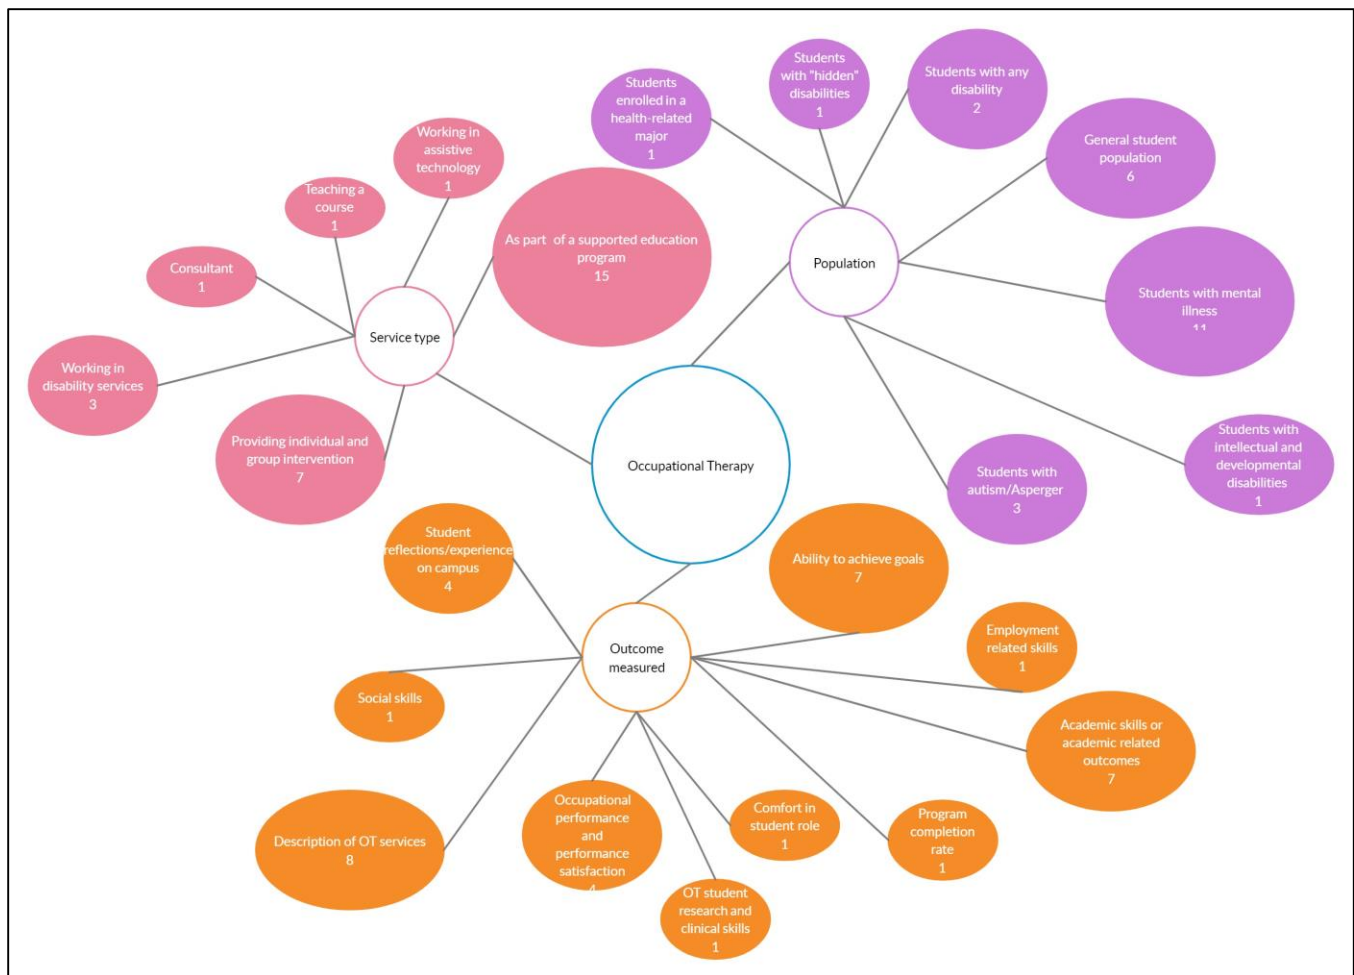 Students
with "hidden"
disabilities
1
Students with any
disability
2
Students
enrolled in a
health-related
major
1
General student
population
6
Working in
assistive
technology
1
Teaching a
course
1
As part of a supported education
program
15
Population
Consultant
1
Students with mental
illness
11
Service type
Working in
disability services
3
Providing individual and
group intervention
7
Occupational Therapy
Students with
intellectual and
developmental
disabilities
1
Students with
autism/Asperger
3
Student
reflections/experience
on campus
4
Ability to achieve goals
7
Outcome
measured
Employment
related skills
1
Social skills
1
Academic skills or
academic related
outcomes
7
Description of OT services
8
Occupational
performance
and
performance
satisfaction
4
Comfort in
student role
1
Program
completion
rate
1
OT student
research and
clinical skills
1